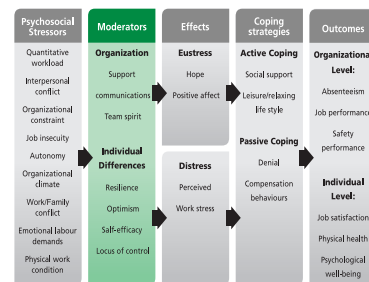 Psychosocial
Stressors
Quantitative
workload
Interpersonal
conflict
Organizational
constraint
Job insecurity
Autonomy
Organizational
climate
Work/Family
conflict
Emotional labour
demands
Physical work
condition
Moderators
Organization
Support
communications
Team spirit
Individual
Differences
Resilience
Optimism
Self-efficacy
Locus of control
Effects
Eustress
Hope
Positive affect
Distress
Perceived
Work stress
Coping
strategies
Active Coping
Social support
Leisure/relaxing
life style
Passive Coping
Denial
Compensation
behaviours
Outcomes
Organizationa
Level:
Absenteeism
Job performanc
Safety
performance
Individual
Level:
Job satisfaction
Physical health
Psychological
well-being